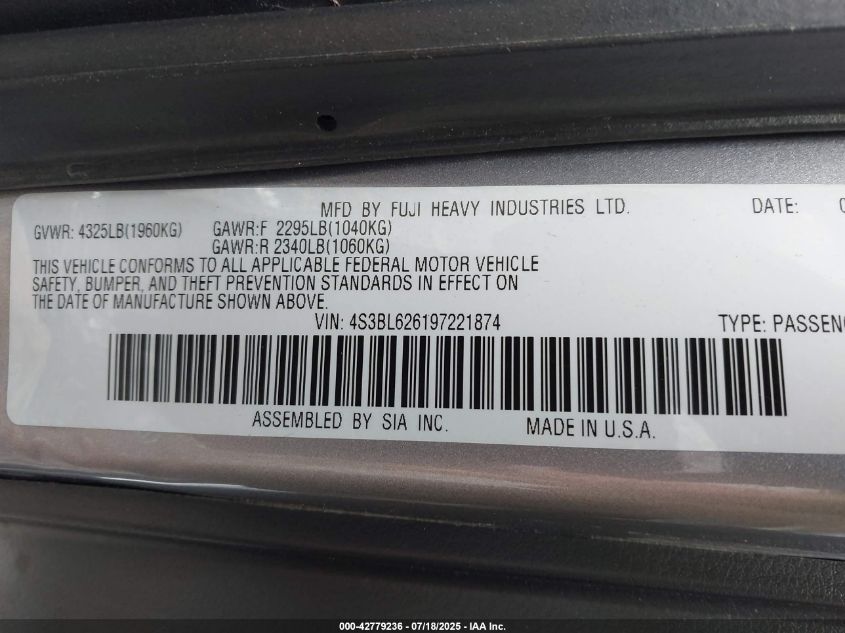 MFD BY FUJI HEAVY INDUSTRIES LTD. DATE:
GVWR: 4325LB(1960KG) GAWR:F 2295LB(1040KG)
GAWR:R 2340LB(1060KG)
THIS VEHICLE CONFORMS TO ALL APPLICABLE FEDERAL MOTOR VEHICLE
SAFETY, BUMPER, AND THEFT PREVENTION STANDARDS IN EFFECT ON
THE DATE OF MANUFACTURE SHOWN ABOVE.
VIN: 4S3BL626197221874 TYPE: PASSENG
ASSEMBLED BY SIA INC. MADE IN U.S.A.
000-42779236 - 07/18/2025 - IAA Inc.